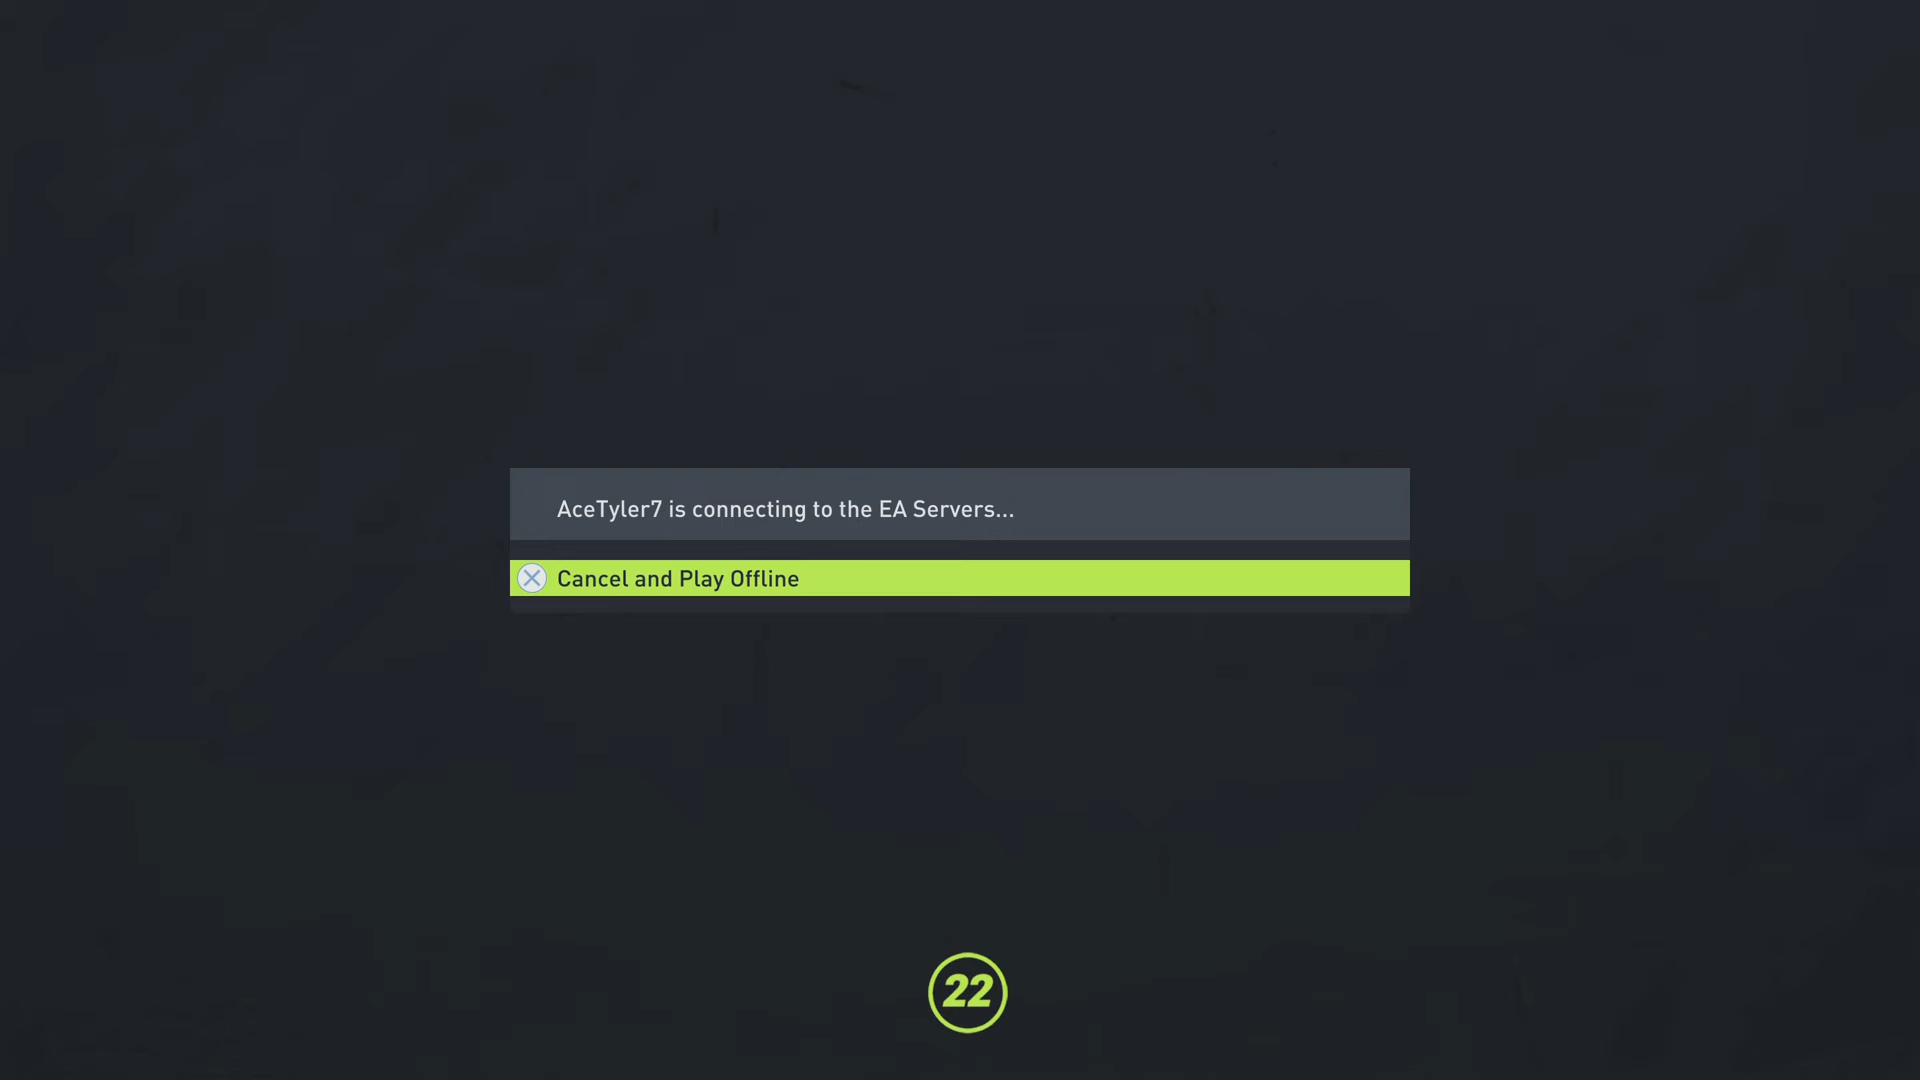 AceTyler7 is connecting to the EA Servers...
Cancel and Play Offline
22